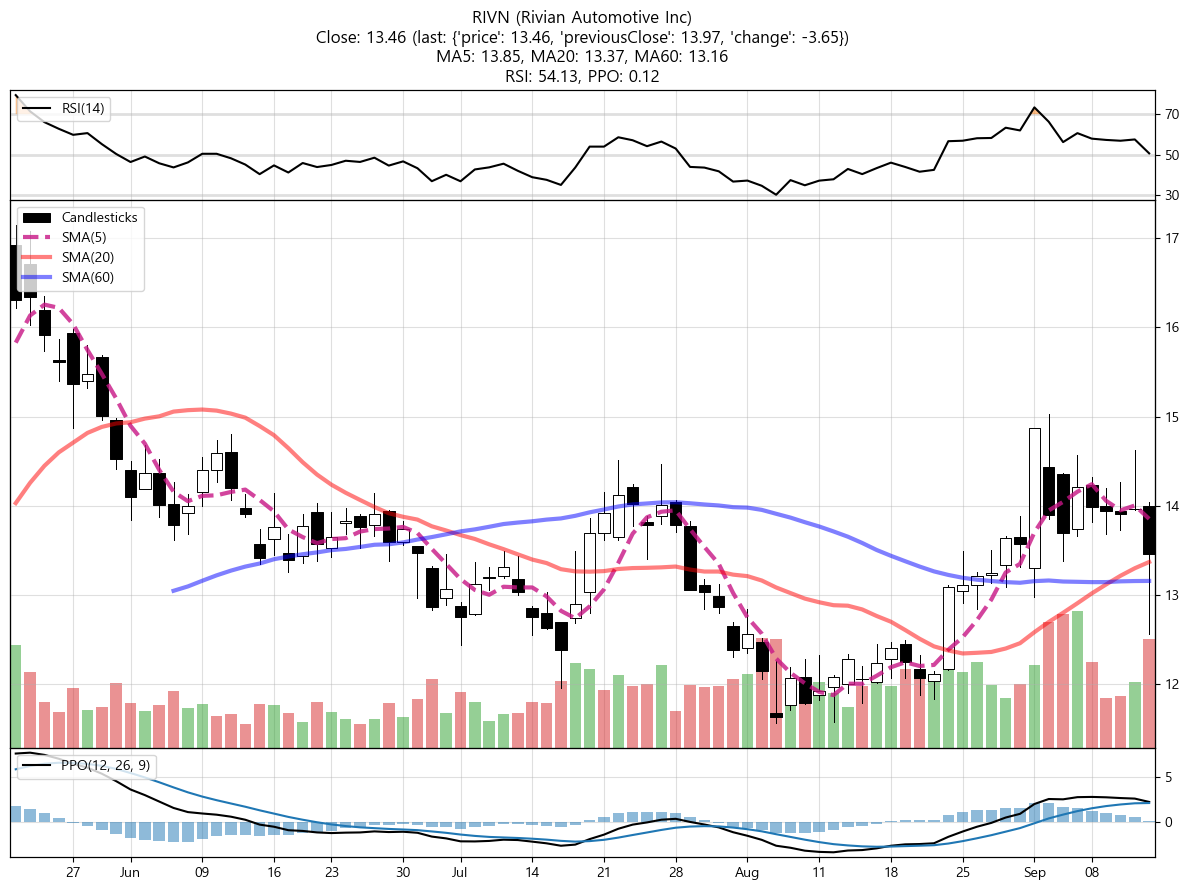 RIVN (Rivian Automotive Inc)
Close: 13.46 (last: {'price': 13.46, 'previousClose': 13.97, 'change': -3.65})
MA5: 13.85, MA20: 13.37, MA60: 13.16
RSI: 54.13, PPO: 0.12
RSI(14)
70
50
30
Candlesticks
SMA(5)
SMA(20)
SMA(60)
17
16
15
14
13
12
PPO(12, 26, 9)
5
0
27 Jun 09 16 23 30 Jul 14 21 28 Aug 11 18 25 Sep 08